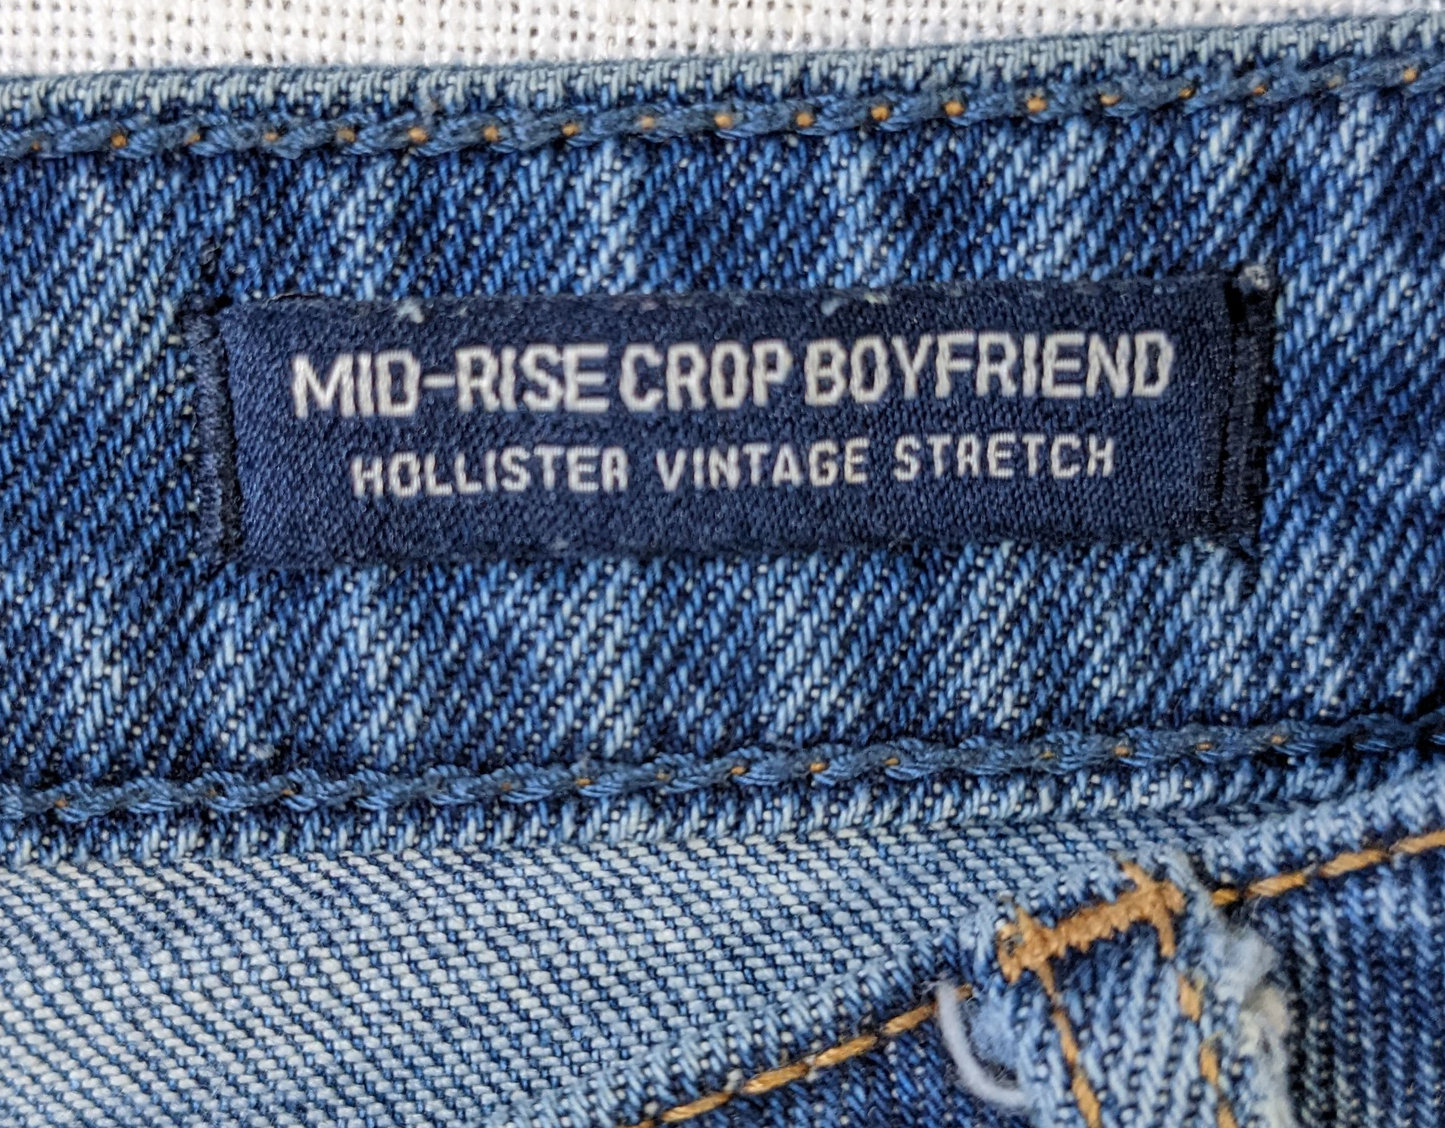 MID-RISE CROP BOYFRIEND
HOLLISTER VINTAGE STRETCH